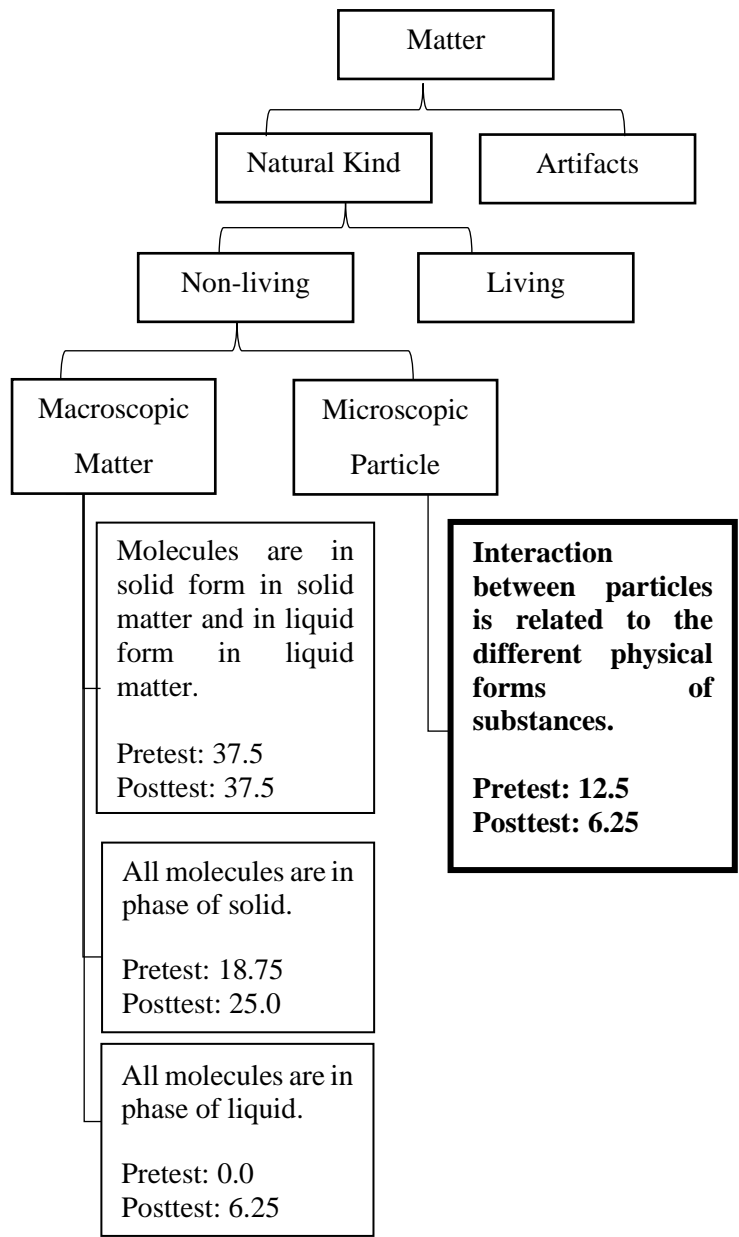 Matter
Natural Kind
Artifacts
Non-living
Living
Macroscopic
Matter
Microscopic
Particle
Molecules are in
solid form in solid
matter and in liquid
form in liquid
matter.
Pretest: 37.5
Posttest: 37.5
Interaction
between particles
is related to the
different physical
forms of
substances.
Pretest: 12.5
Posttest: 6.25
All molecules are in
phase of solid.
Pretest: 18.75
Posttest: 25.0
All molecules are in
phase of liquid.
Pretest: 0.0
Posttest: 6.25